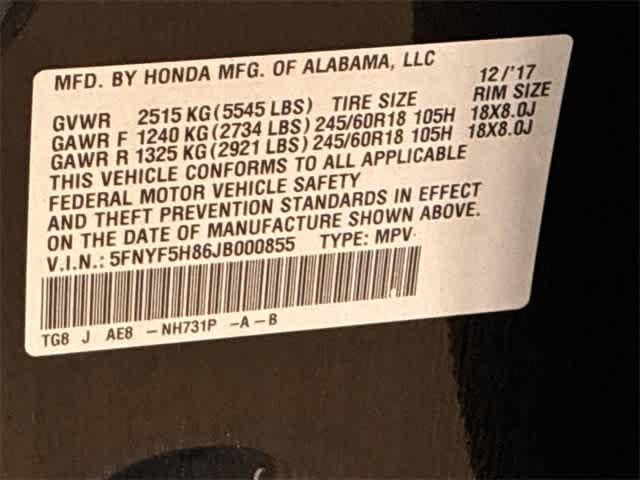 MFD. BY HONDA MFG. OF ALABAMA, LLC 12/'17
GVWR 2515 KG (5545 LBS) TIRE SIZE RIM SIZE
GAWR F 1240 KG (2734 LBS) 245/60R18 105H 18X8.0J
GAWR R 1325 KG (2921 LBS) 245/60R18 105H 18X8.0J
THIS VEHICLE CONFORMS TO ALL APPLICABLE
FEDERAL MOTOR VEHICLE SAFETY
AND THEFT PREVENTION STANDARDS IN EFFECT
ON THE DATE OF MANUFACTURE SHOWN ABOVE.
V.I.N.: 5FNYF5H86JB000855 TYPE: MPV
TG8 J AE8 - NH731P -A-B